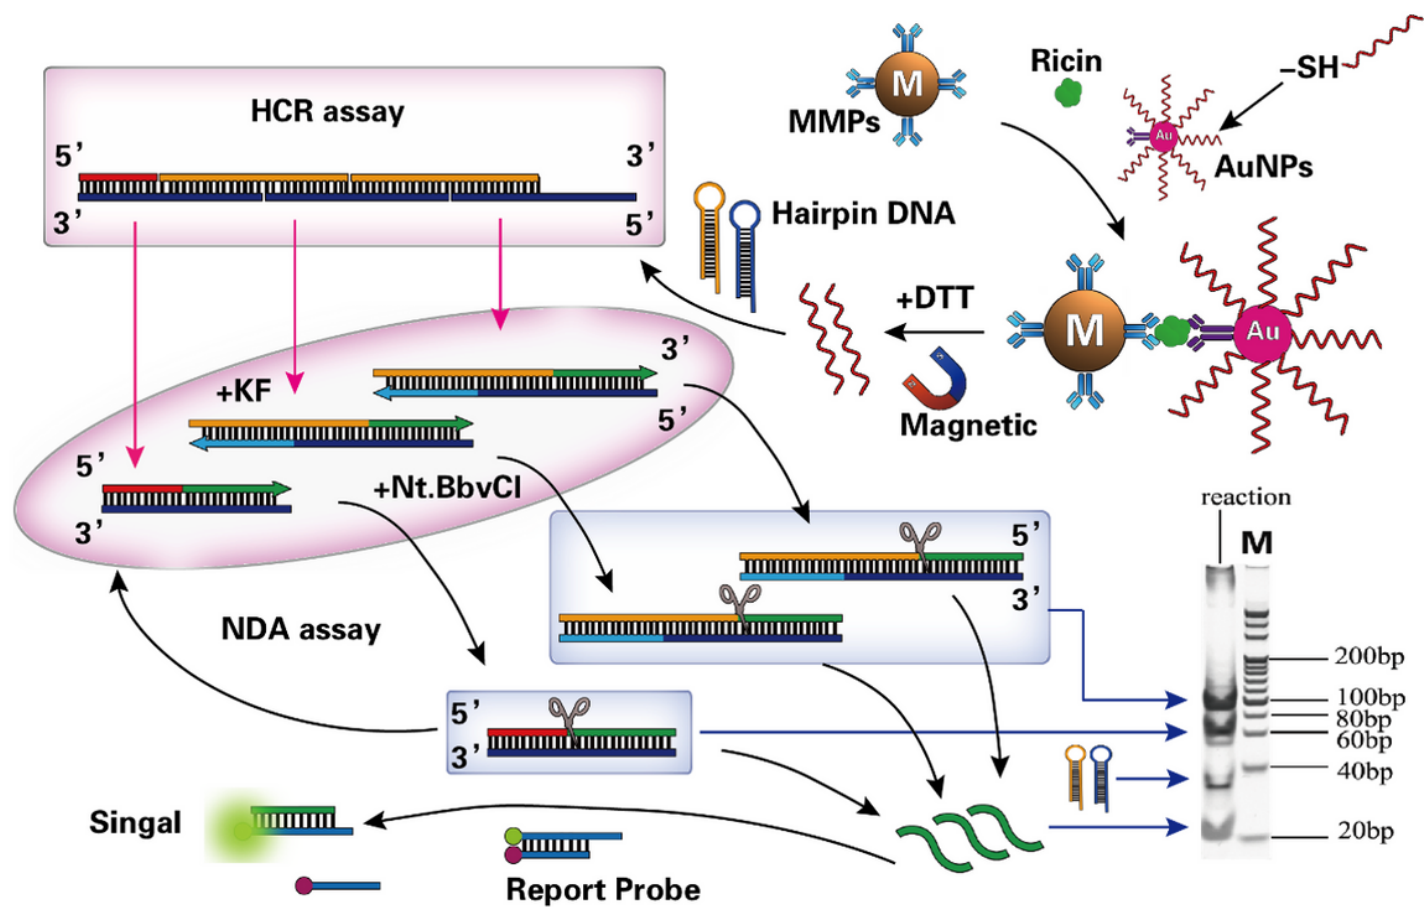 HCR assay
5’
3’
3’
5’
M
MMPs
Ricin
–SH
Au
AuNPs
Hairpin DNA
+DTT
M
Au
Magnetic
+KF
3’
5’
5’
3’
+Nt.BbvCI
NDA assay
5’
3’
5’
3’
reaction
M
200bp
100bp
80bp
60bp
40bp
20bp
Singal
Report Probe